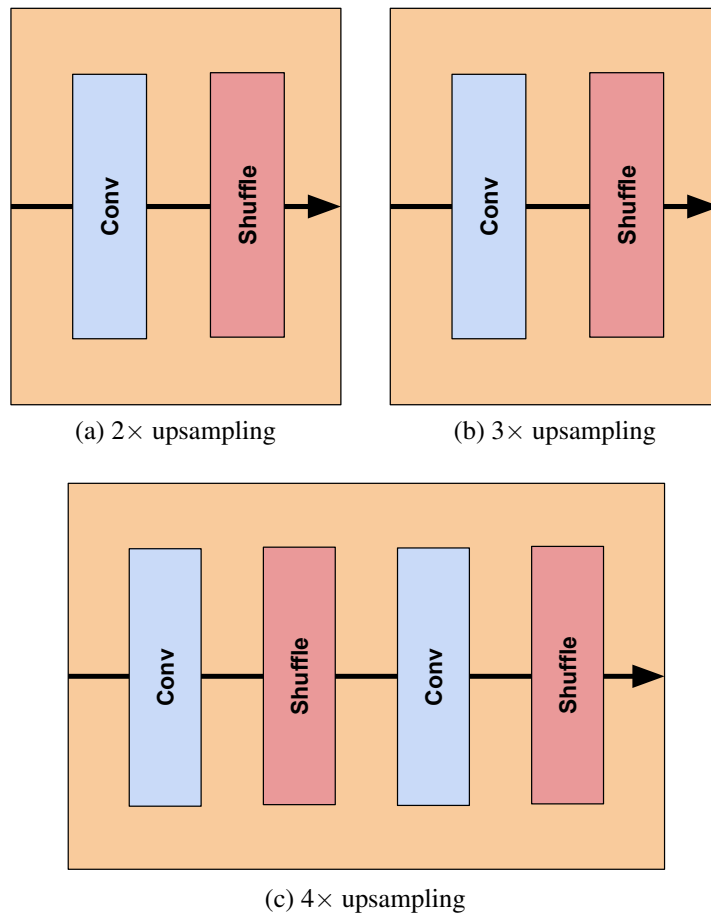 Conv
Shuffle
Conv
Shuffle
(a) 2× upsampling
(b) 3× upsampling
Conv
Shuffle
Conv
Shuffle
(c) 4× upsampling